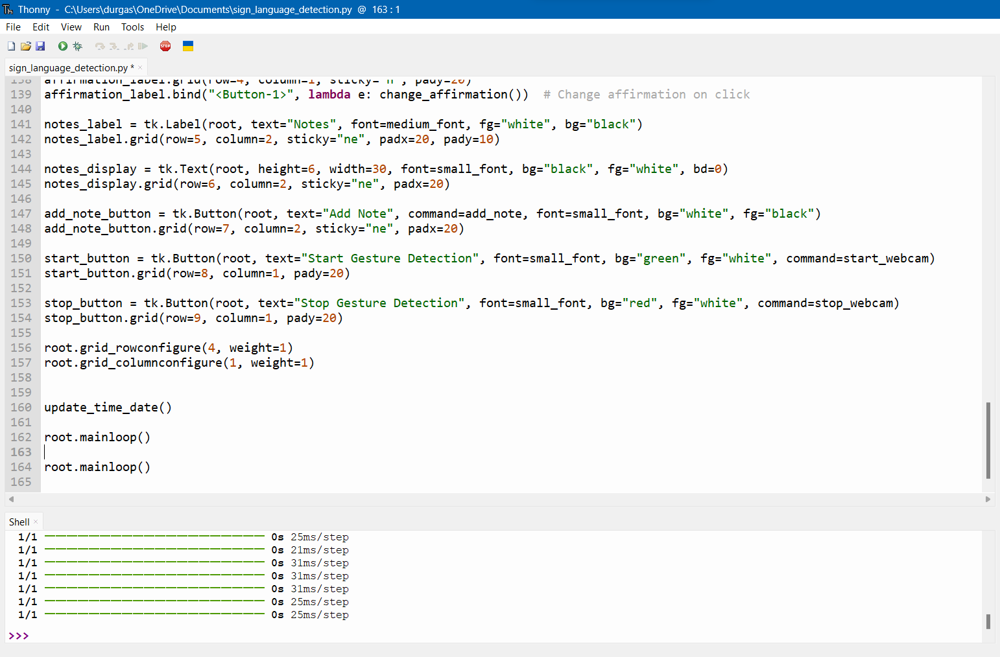 Thonny - C:\Users\durgas\OneDrive\Documents\sign_language_detection.py @ 163 : 1
File Edit View Run Tools Help
STOP
sign_language_detection.py * ×
138 affirmation_label.grid(row=4, column=1, sticky="n", pady=20)
139 affirmation_label.bind("<Button-1>", lambda e: change_affirmation())  # Change affirmation on click
140
141 notes_label = tk.Label(root, text="Notes", font=medium_font, fg="white", bg="black")
142 notes_label.grid(row=5, column=2, sticky="ne", padx=20, pady=10)
143
144 notes_display = tk.Text(root, height=6, width=30, font=small_font, bg="black", fg="white", bd=0)
145 notes_display.grid(row=6, column=2, sticky="ne", padx=20)
146
147 add_note_button = tk.Button(root, text="Add Note", command=add_note, font=small_font, bg="white", fg="black")
148 add_note_button.grid(row=7, column=2, sticky="ne", padx=20)
149
150 start_button = tk.Button(root, text="Start Gesture Detection", font=small_font, bg="green", fg="white", command=start_webcam)
151 start_button.grid(row=8, column=1, pady=20)
152
153 stop_button = tk.Button(root, text="Stop Gesture Detection", font=small_font, bg="red", fg="white", command=stop_webcam)
154 stop_button.grid(row=9, column=1, pady=20)
155
156 root.grid_rowconfigure(4, weight=1)
157 root.grid_columnconfigure(1, weight=1)
158
159
160 update_time_date()
161
162 root.mainloop()
163
164 root.mainloop()
165
Shell ×
1/1 ━━━━━━━━━━━━━━━━━━━━ 0s 25ms/step
1/1 ━━━━━━━━━━━━━━━━━━━━ 0s 21ms/step
1/1 ━━━━━━━━━━━━━━━━━━━━ 0s 31ms/step
1/1 ━━━━━━━━━━━━━━━━━━━━ 0s 31ms/step
1/1 ━━━━━━━━━━━━━━━━━━━━ 0s 31ms/step
1/1 ━━━━━━━━━━━━━━━━━━━━ 0s 25ms/step
1/1 ━━━━━━━━━━━━━━━━━━━━ 0s 25ms/step
>>>